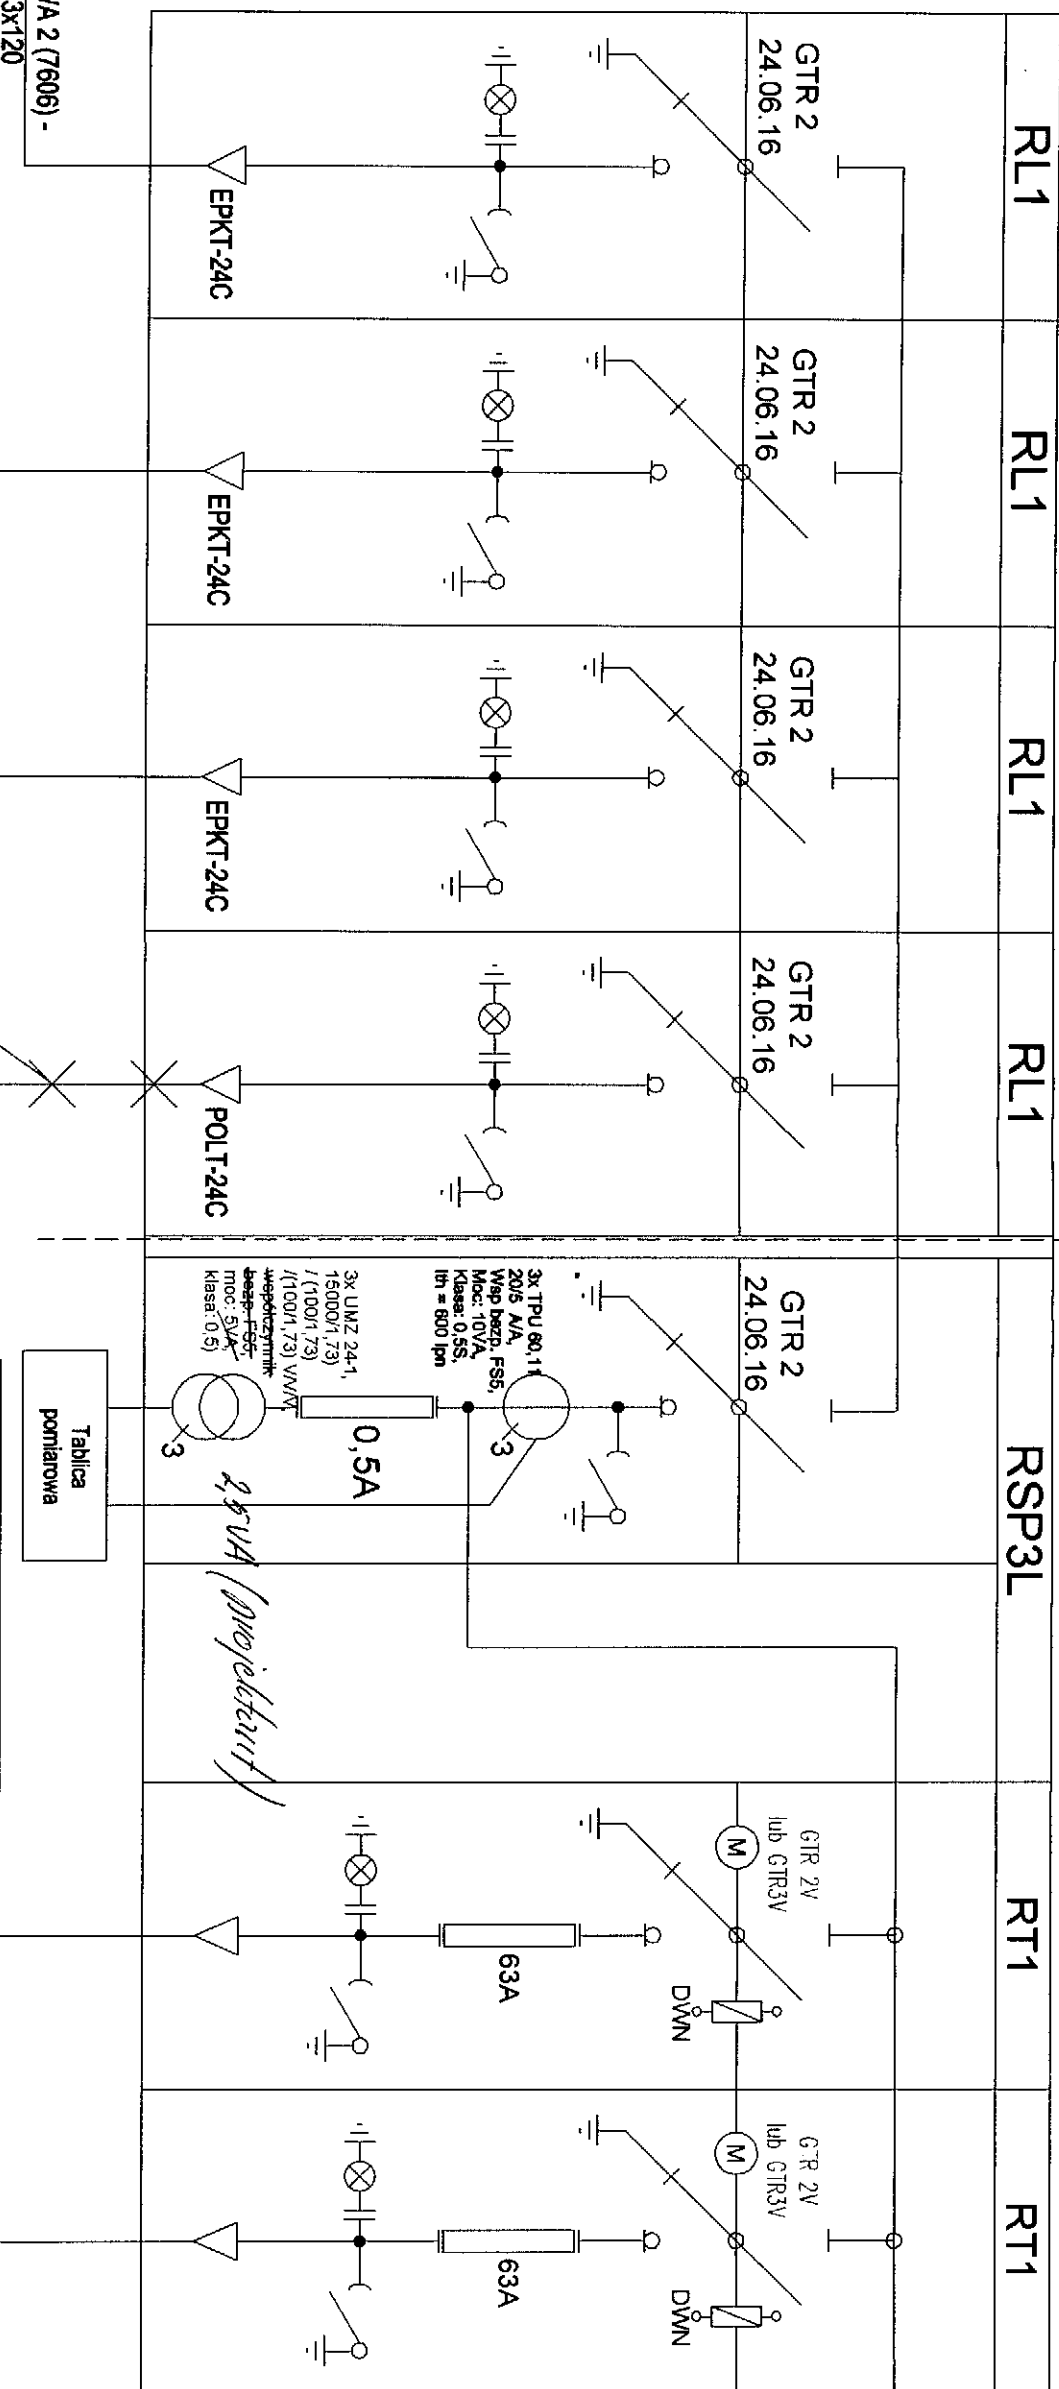 RL1
RL1
RL1
RL1
RSP3L
RT1
RT1
GTR 2
24.06.16
GTR 2
24.06.16
GTR 2
24.06.16
GTR 2
24.06.16
GTR 2
24.06.16
GTR 2V
lub GTR3V
GTR 2V
lub GTR3V
M
M
DWN
DWN
3x TPU 60,11
20/5 A/A,
Wsp bezp. FS5,
Moc: 10VA,
Klasa: 0,5S,
Ith = 600 Ipn
3
0,5A
63A
63A
3x UMZ 24-1,
15000/1,73)
/ (100/1,73)
/(100/1,73) V/V/V
współczynnik
bezp. FS5,
moc: 5VA,
klasa: 0,5)
3
2,5VA (projektant)
EPKT-24C
EPKT-24C
EPKT-24C
POLT-24C
Tablica
pomiarowa
VA 2 (7606) -
3x120